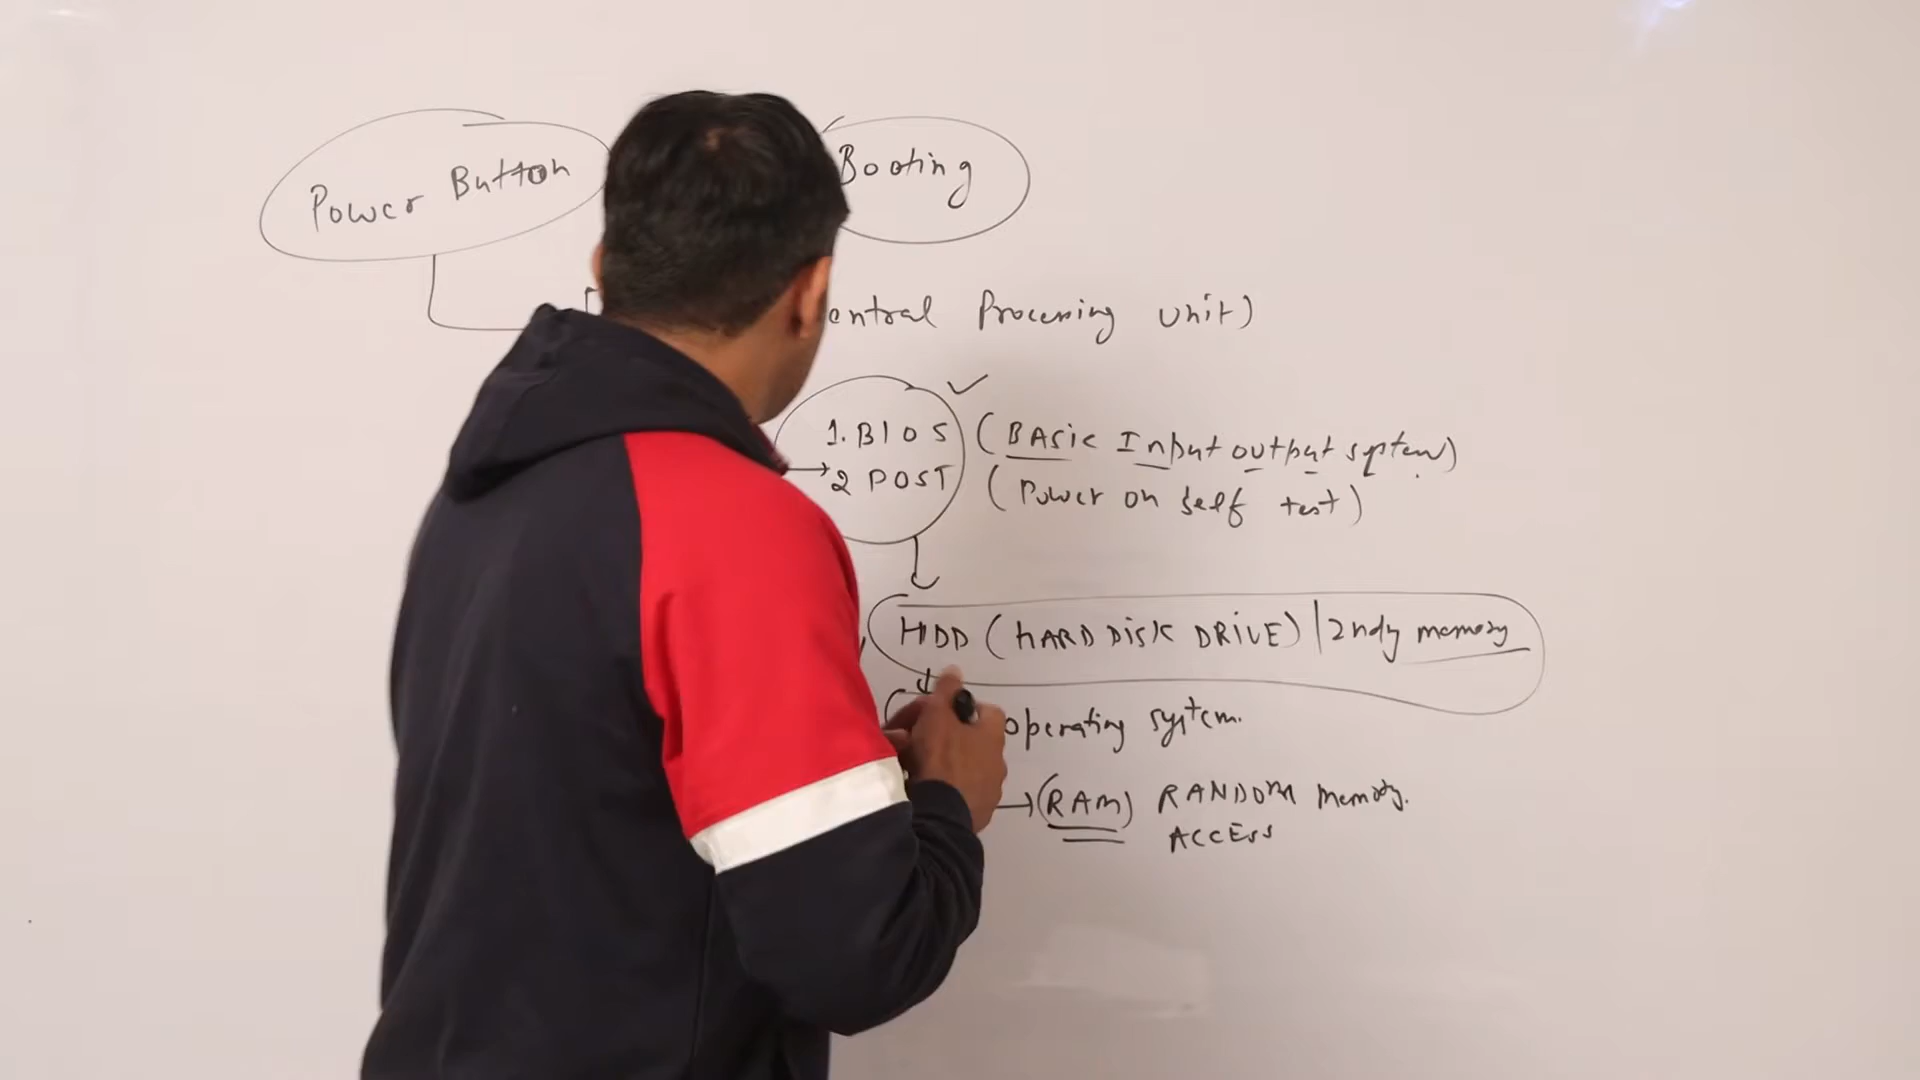 Power Button
Booting
entral Processing unit)
1. BIOS (BASic Input output system)
2 POST (Power on self test)
HDD (HARD DISK DRIVE) | 2ndy memory
operating system.
(RAM) RANDOM memory.
ACCESS